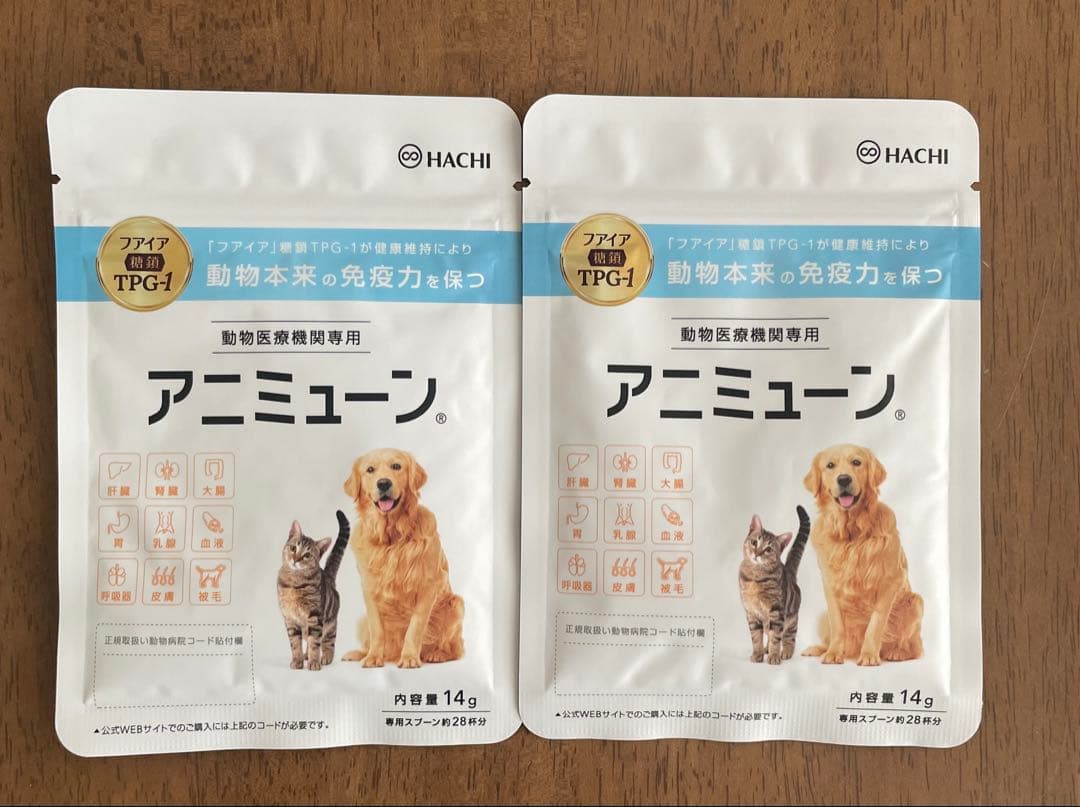 HACHI
フアイア
糖鎖
TPG-1
「フアイア」糖鎖TPG-1が健康維持により
動物本来の免疫力を保つ
動物医療機関専用
アニミューン®
肝臓 腎臓 大腸
胃 乳腺 血液
呼吸器 皮膚 被毛
正規取扱い動物病院コード貼付欄
内容量 14g
専用スプーン約28杯分
▲公式WEBサイトでのご購入には上記のコードが必要です。
HACHI
フアイア
糖鎖
TPG-1
「フアイア」糖鎖TPG-1が健康維持により
動物本来の免疫力を保つ
動物医療機関専用
アニミューン®
肝臓 腎臓 大腸
胃 乳腺 血液
呼吸器 皮膚 被毛
正規取扱い動物病院コード貼付欄
内容量 14g
専用スプーン約28杯分
▲公式WEBサイトでのご購入には上記のコードが必要です。